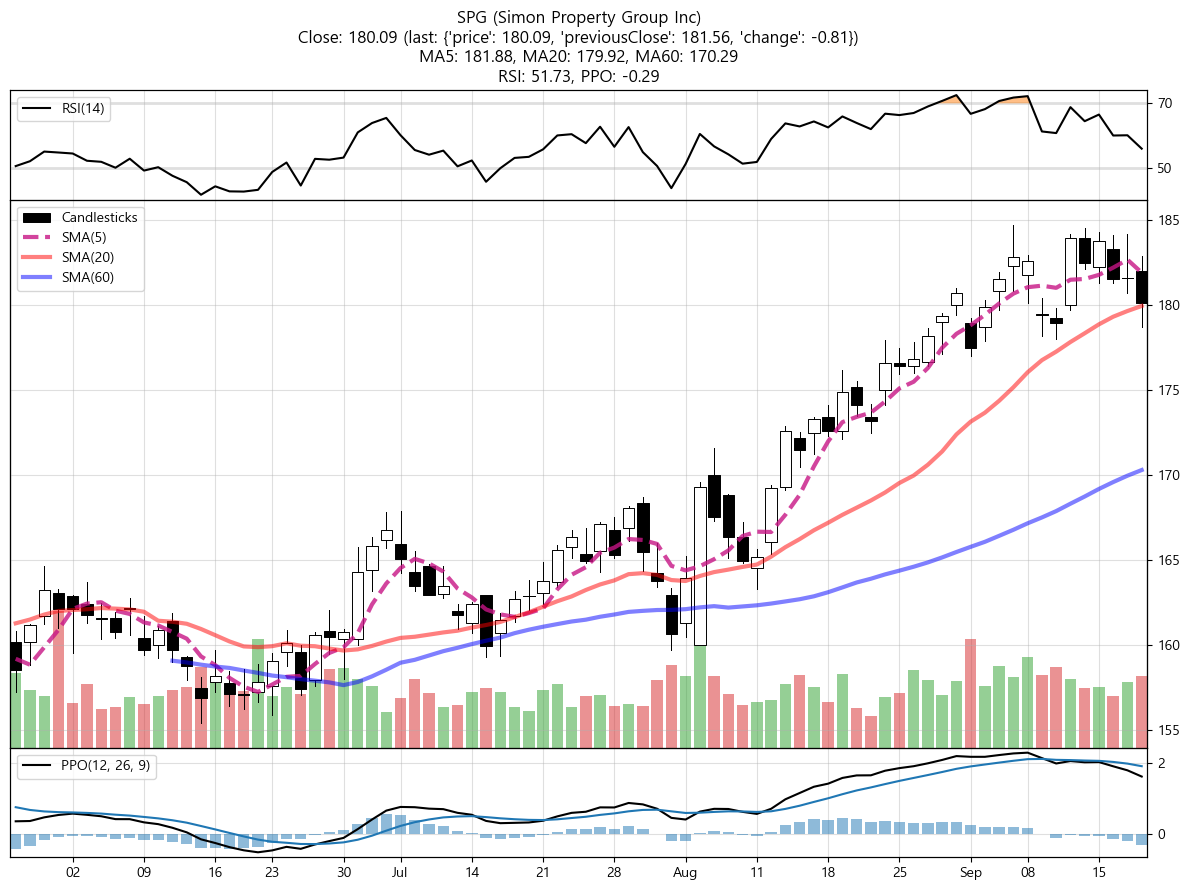 SPG (Simon Property Group Inc)
Close: 180.09 (last: {'price': 180.09, 'previousClose': 181.56, 'change': -0.81})
MA5: 181.88, MA20: 179.92, MA60: 170.29
RSI: 51.73, PPO: -0.29
RSI(14)
70
50
Candlesticks
SMA(5)
SMA(20)
SMA(60)
185
180
175
170
165
160
155
PPO(12, 26, 9)
2
0
02 09 16 23 30 Jul 14 21 28 Aug 11 18 25 Sep 08 15